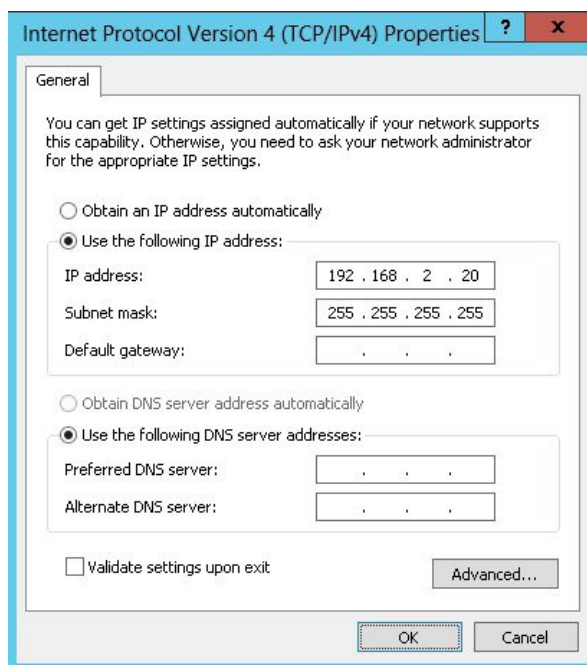 Internet Protocol Version 4 (TCP/IPv4) Properties ? x
General
You can get IP settings assigned automatically if your network supports
this capability. Otherwise, you need to ask your network administrator
for the appropriate IP settings.
Obtain an IP address automatically
Use the following IP address:
IP address: 192 . 168 . 2 . 20
Subnet mask: 255 . 255 . 255 . 255
Default gateway: . . .
Obtain DNS server address automatically
Use the following DNS server addresses:
Preferred DNS server: . . .
Alternate DNS server: . . .
Validate settings upon exit
Advanced...
OK Cancel